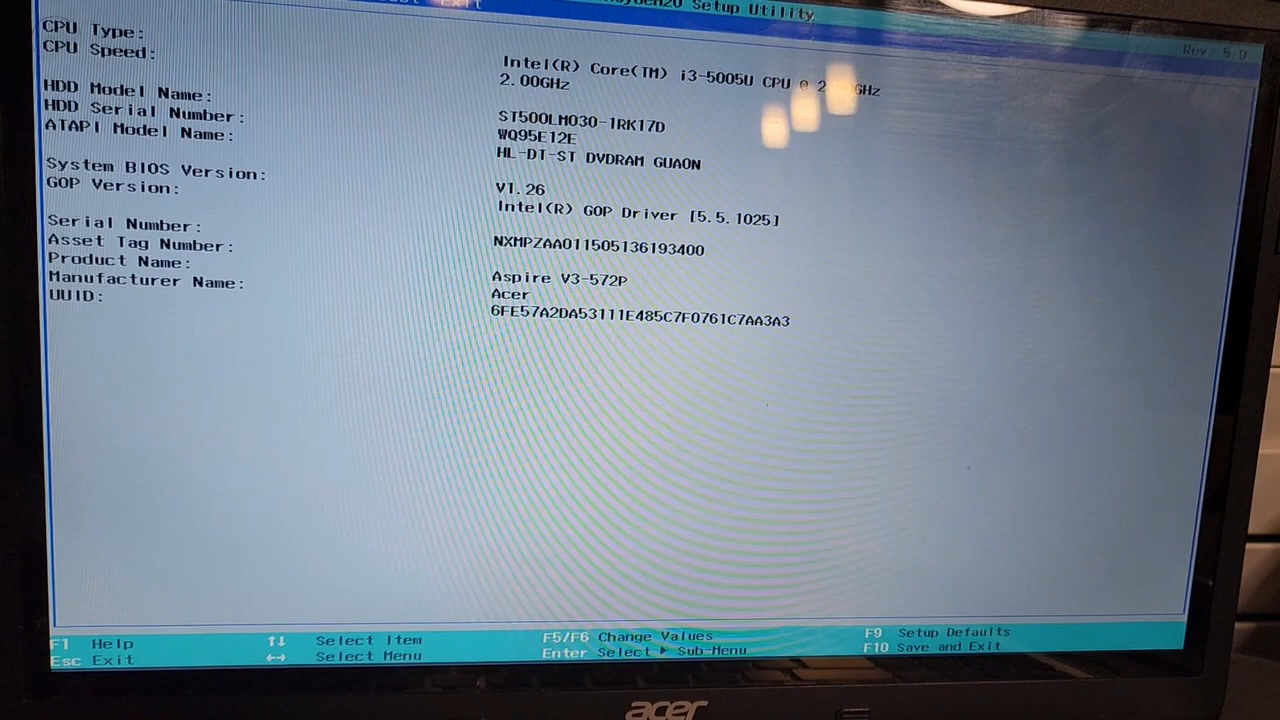 Exit
Setup Utility
Rev. 5.0
CPU Type: Intel(R) Core(TM) i3-5005U CPU @ 2. GHz
CPU Speed: 2.00GHz
HDD Model Name: ST500LM030-1RK17D
HDD Serial Number: WQ95E12E
ATAPI Model Name: HL-DT-ST DVDRAM GUAON
System BIOS Version: V1.26
GOP Version: Intel(R) GOP Driver [5.5.1025]
Serial Number: NXMPZAA011505136193400
Asset Tag Number:
Product Name: Aspire V3-572P
Manufacturer Name: Acer
UUID: 6FE57A2DA53111E485C7F0761C7AA3A3
F1 Help ↑↓ Select Item F5/F6 Change Values F9 Setup Defaults
Esc Exit ←→ Select Menu Enter Select ▶ Sub-Menu F10 Save and Exit
acer